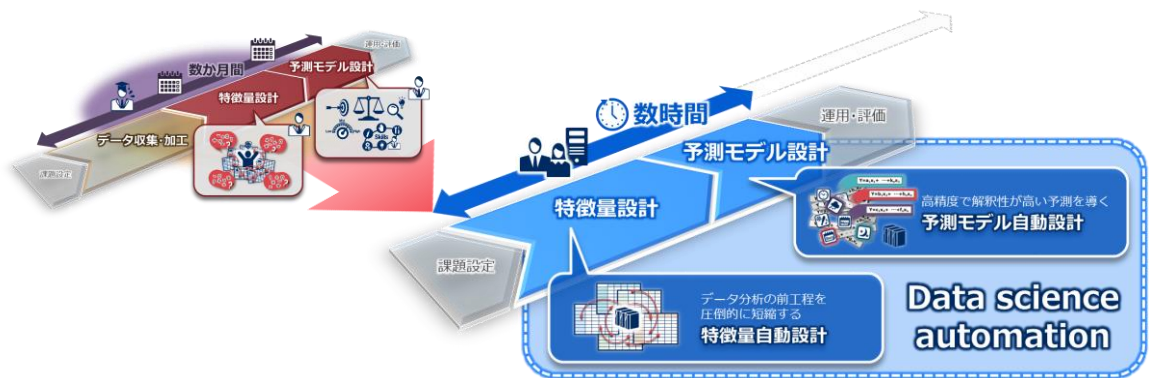 運用・評価
予測モデル設計
数か月間
特徴量設計
データ収集・加工
課題設定
Skills
数時間
運用・評価
予測モデル設計
特徴量設計
課題設定
高精度で解釈性が高い予測を導く
予測モデル自動設計
データ分析の前工程を
圧倒的に短縮する
特徴量自動設計
Data science
automation